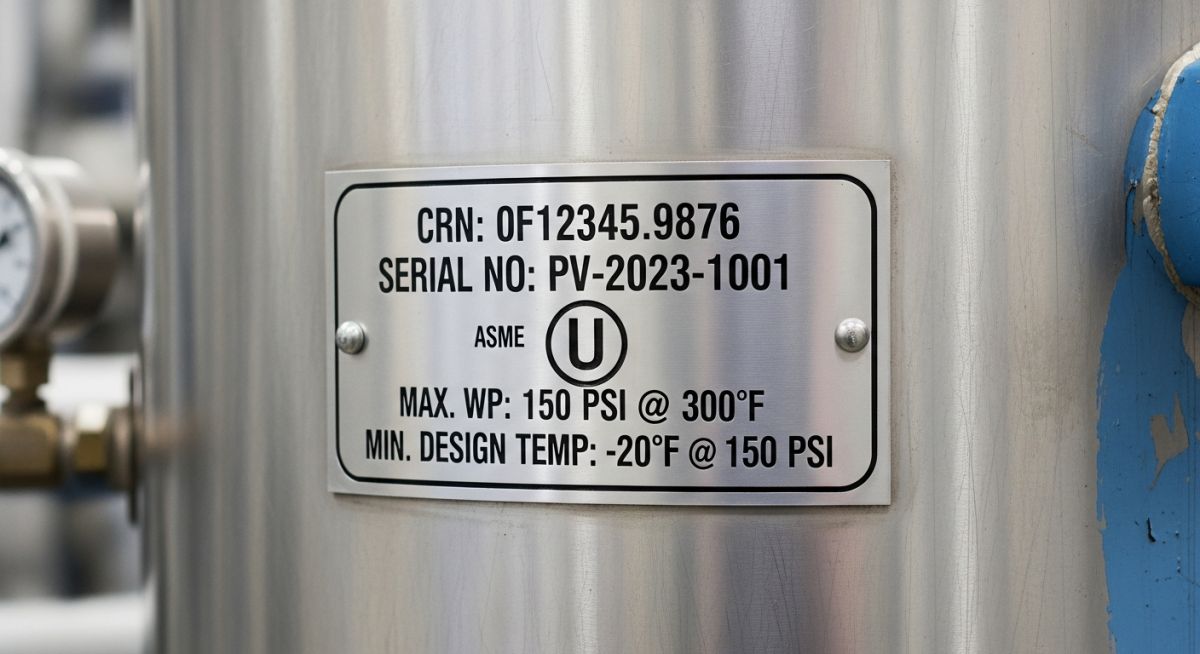 CRN: 0F12345.9876
SERIAL NO: PV-2023-1001
ASME U
MAX. WP: 150 PSI @ 300°F
MIN. DESIGN TEMP: -20°F @ 150 PSI